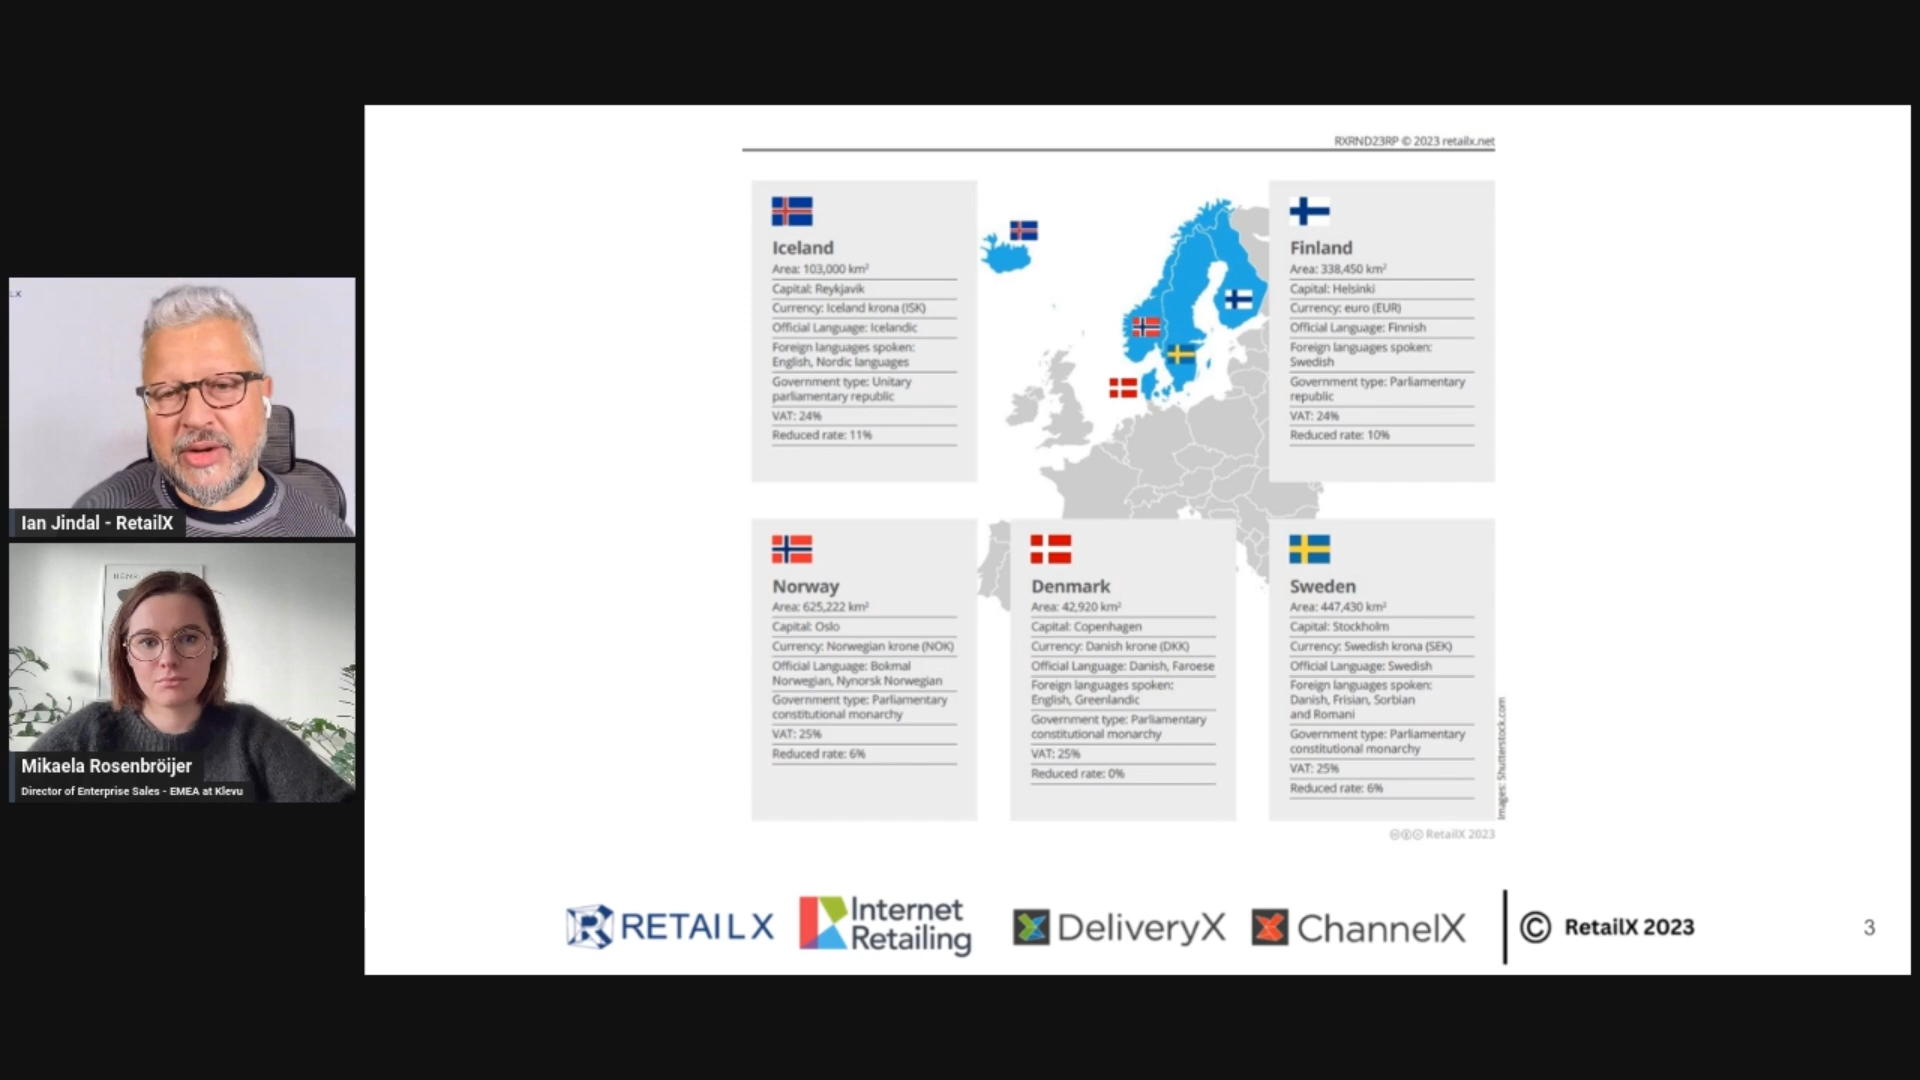 LX
Ian Jindal - RetailX
Mikaela Rosenbröijer
Director of Enterprise Sales - EMEA at Klevu
RXRND23RP © 2023 retailx.net
Iceland
Area: 103,000 km²
Capital: Reykjavik
Currency: Iceland krona (ISK)
Official Language: Icelandic
Foreign languages spoken:
English, Nordic languages
Government type: Unitary
parliamentary republic
VAT: 24%
Reduced rate: 11%
Finland
Area: 338,450 km²
Capital: Helsinki
Currency: euro (EUR)
Official Language: Finnish
Foreign languages spoken:
Swedish
Government type: Parliamentary
republic
VAT: 24%
Reduced rate: 10%
Norway
Area: 625,222 km²
Capital: Oslo
Currency: Norwegian krone (NOK)
Official Language: Bokmal
Norwegian, Nynorsk Norwegian
Government type: Parliamentary
constitutional monarchy
VAT: 25%
Reduced rate: 6%
Denmark
Area: 42,920 km²
Capital: Copenhagen
Currency: Danish krone (DKK)
Official Language: Danish, Faroese
Foreign languages spoken:
English, Greenlandic
Government type: Parliamentary
constitutional monarchy
VAT: 25%
Reduced rate: 0%
Sweden
Area: 447,430 km²
Capital: Stockholm
Currency: Swedish krona (SEK)
Official Language: Swedish
Foreign languages spoken:
Danish, Frisian, Sorbian
and Romani
Government type: Parliamentary
constitutional monarchy
VAT: 25%
Reduced rate: 6%
Images: Shutterstock.com
RetailX 2023
RETAILX
Internet
Retailing
DeliveryX
ChannelX
© RetailX 2023
3